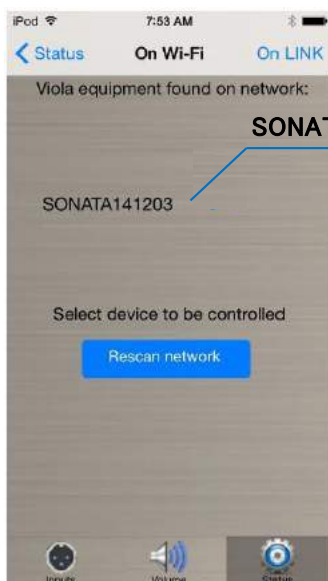 iPod 7:53 AM
Status On Wi-Fi On LINK
Viola equipment found on network:
SONAT
SONATA141203
Select device to be controlled
Rescan network
Inputs Volume Status